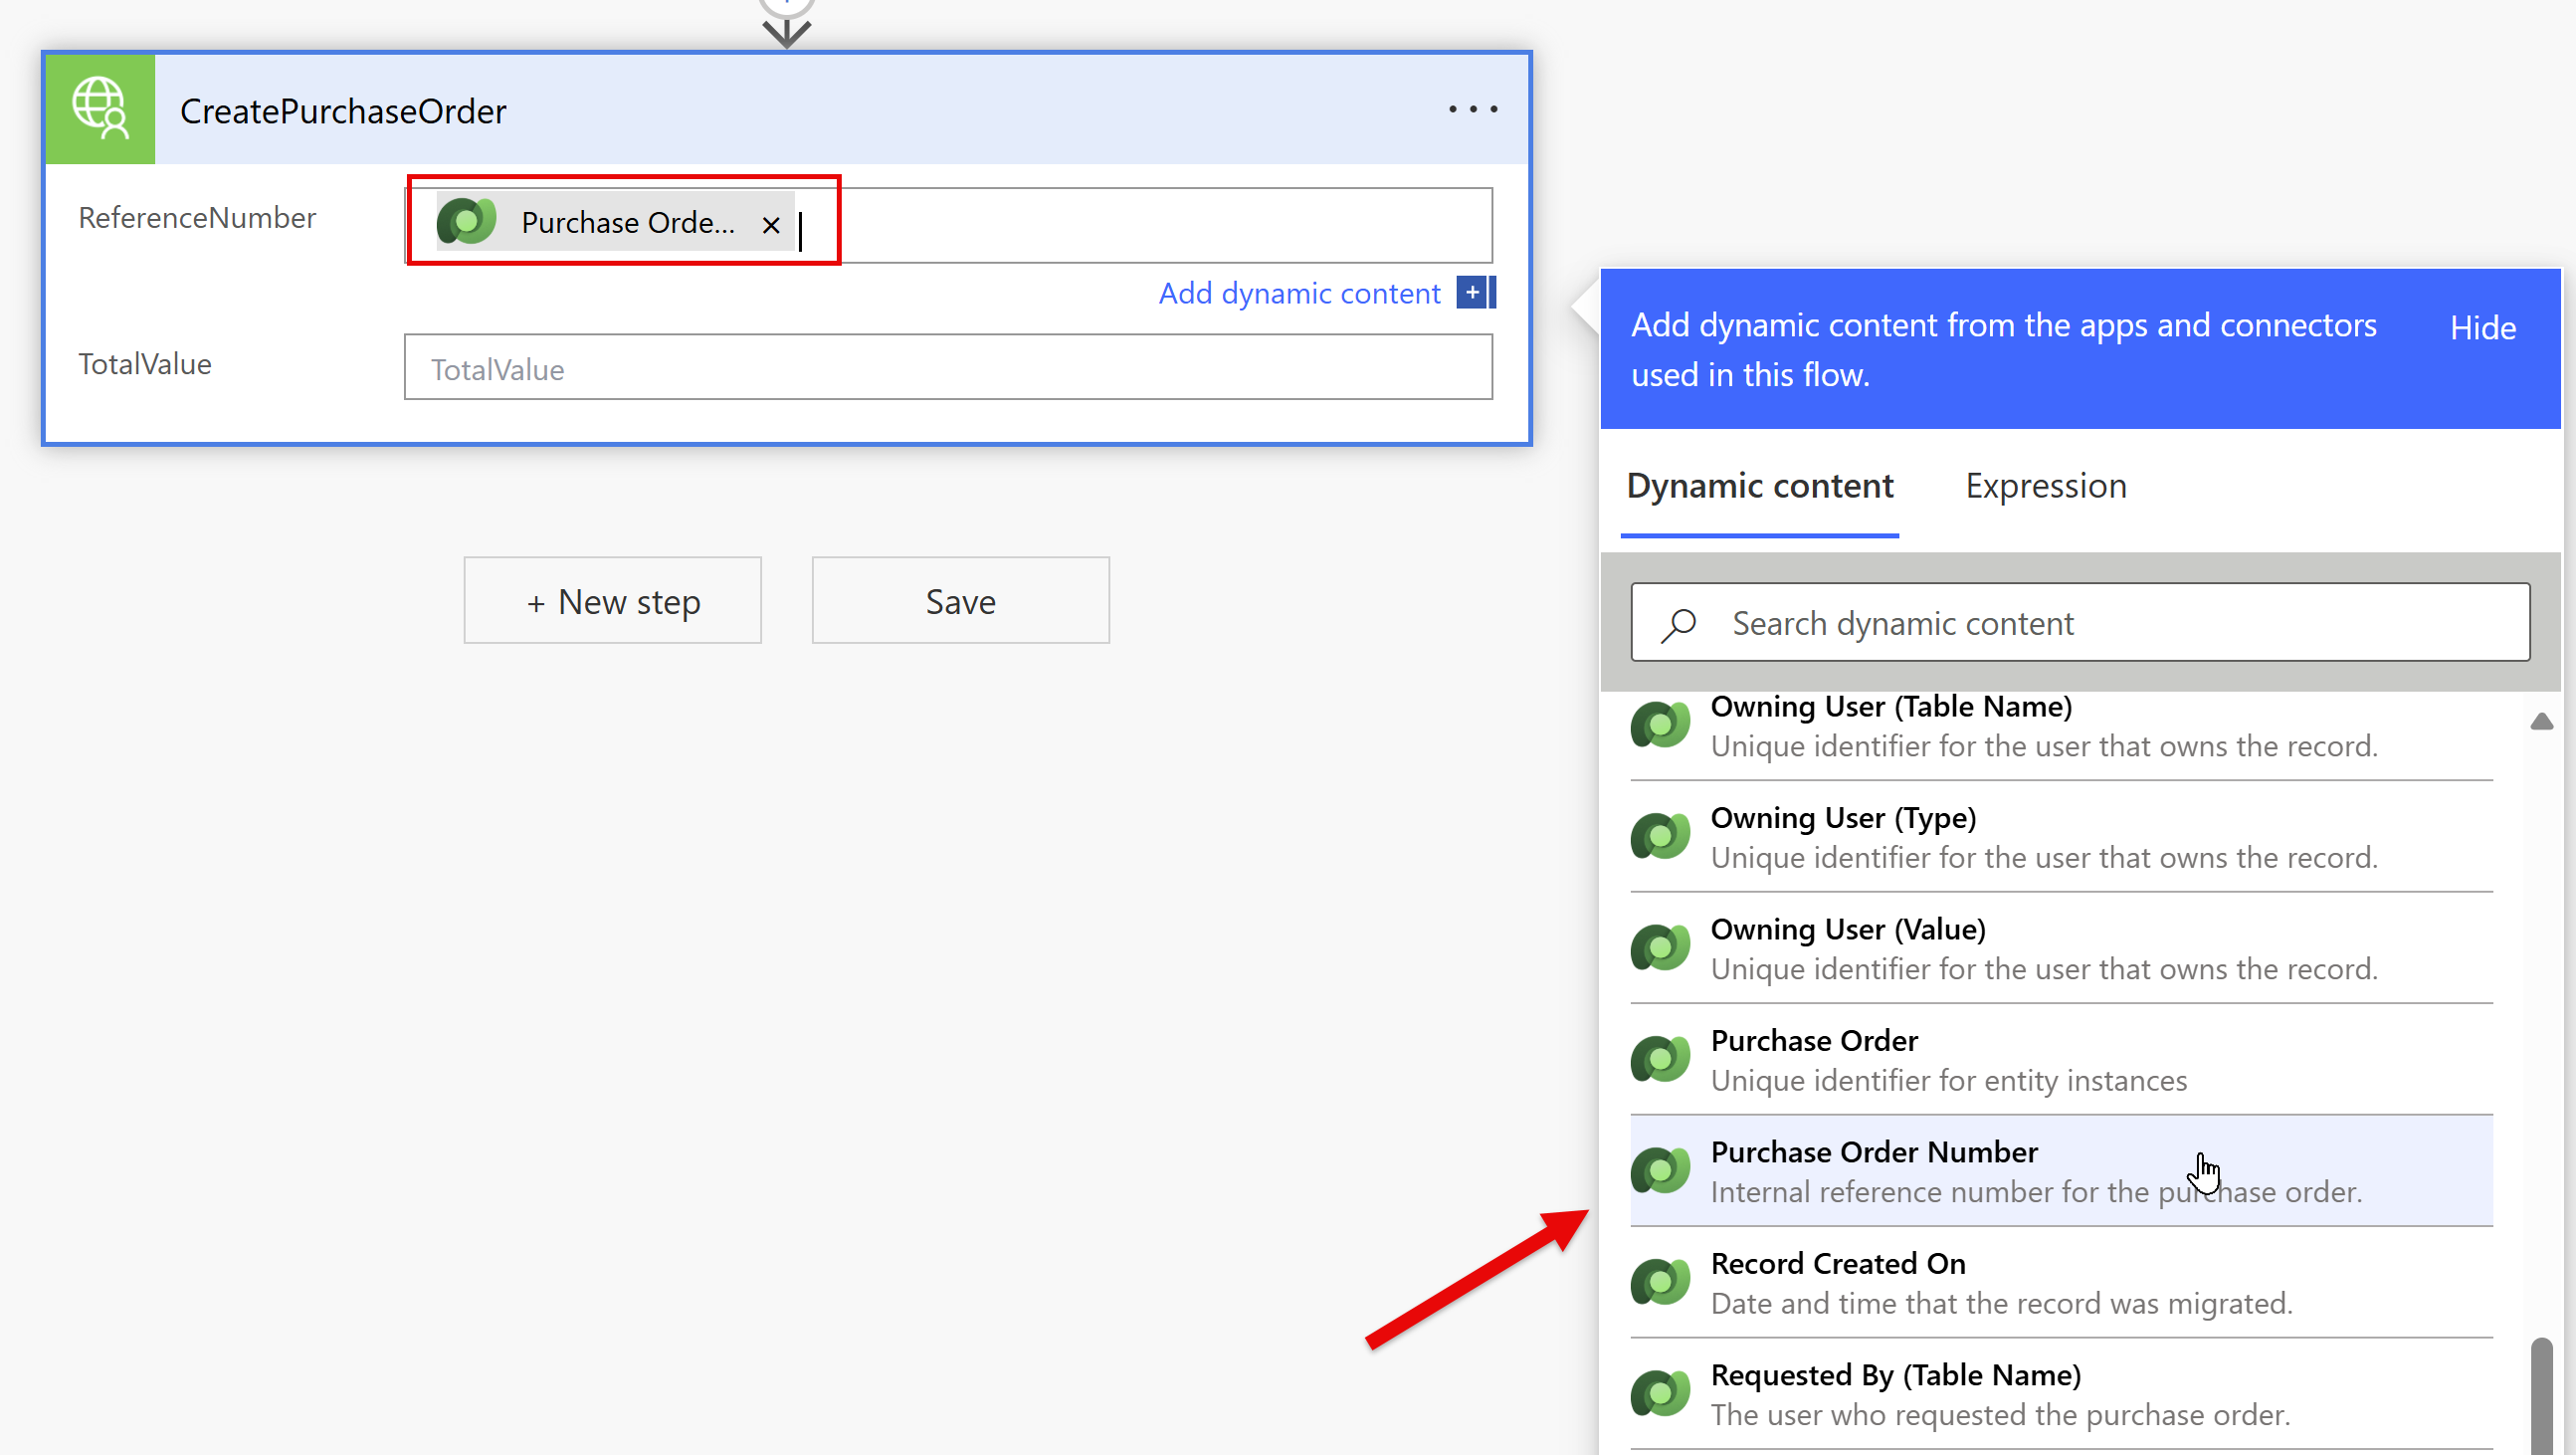 CreatePurchaseOrder
ReferenceNumber
Purchase Orde...
Add dynamic content
TotalValue
TotalValue
+ New step
Save
Add dynamic content from the apps and connectors
used in this flow.
Hide
Dynamic content
Expression
Search dynamic content
Owning User (Table Name)
Unique identifier for the user that owns the record.
Owning User (Type)
Unique identifier for the user that owns the record.
Owning User (Value)
Unique identifier for the user that owns the record.
Purchase Order
Unique identifier for entity instances
Purchase Order Number
Internal reference number for the purchase order.
Record Created On
Date and time that the record was migrated.
Requested By (Table Name)
The user who requested the purchase order.